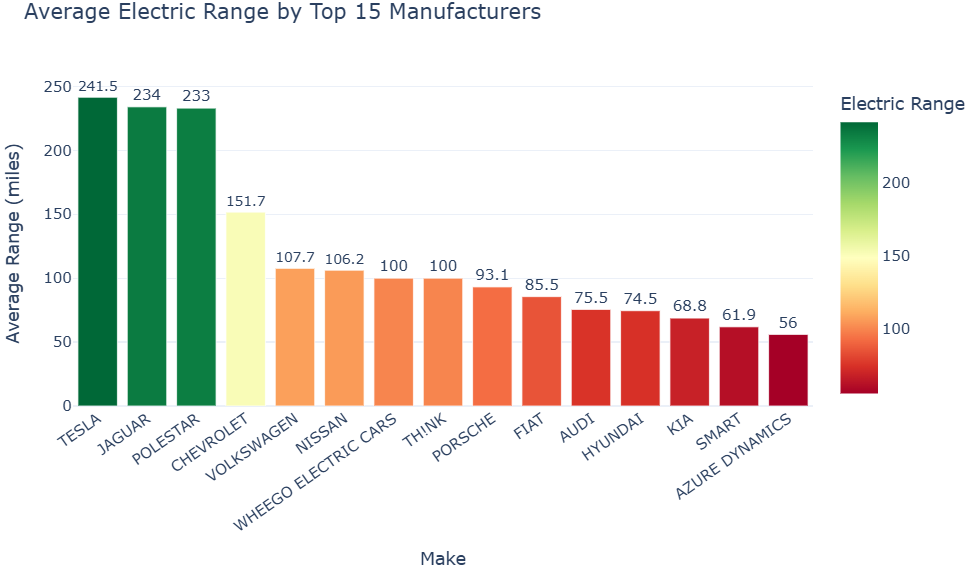 Average Electric Range by Top 15 Manufacturers
Average Range (miles)
250
200
150
100
50
0
241.5
234
233
151.7
107.7
106.2
100
100
93.1
85.5
75.5
74.5
68.8
61.9
56
TESLA
JAGUAR
POLESTAR
CHEVROLET
VOLKSWAGEN
NISSAN
WHEEGO ELECTRIC CARS
TH!NK
PORSCHE
FIAT
AUDI
HYUNDAI
KIA
SMART
AZURE DYNAMICS
Make
Electric Range
200
150
100